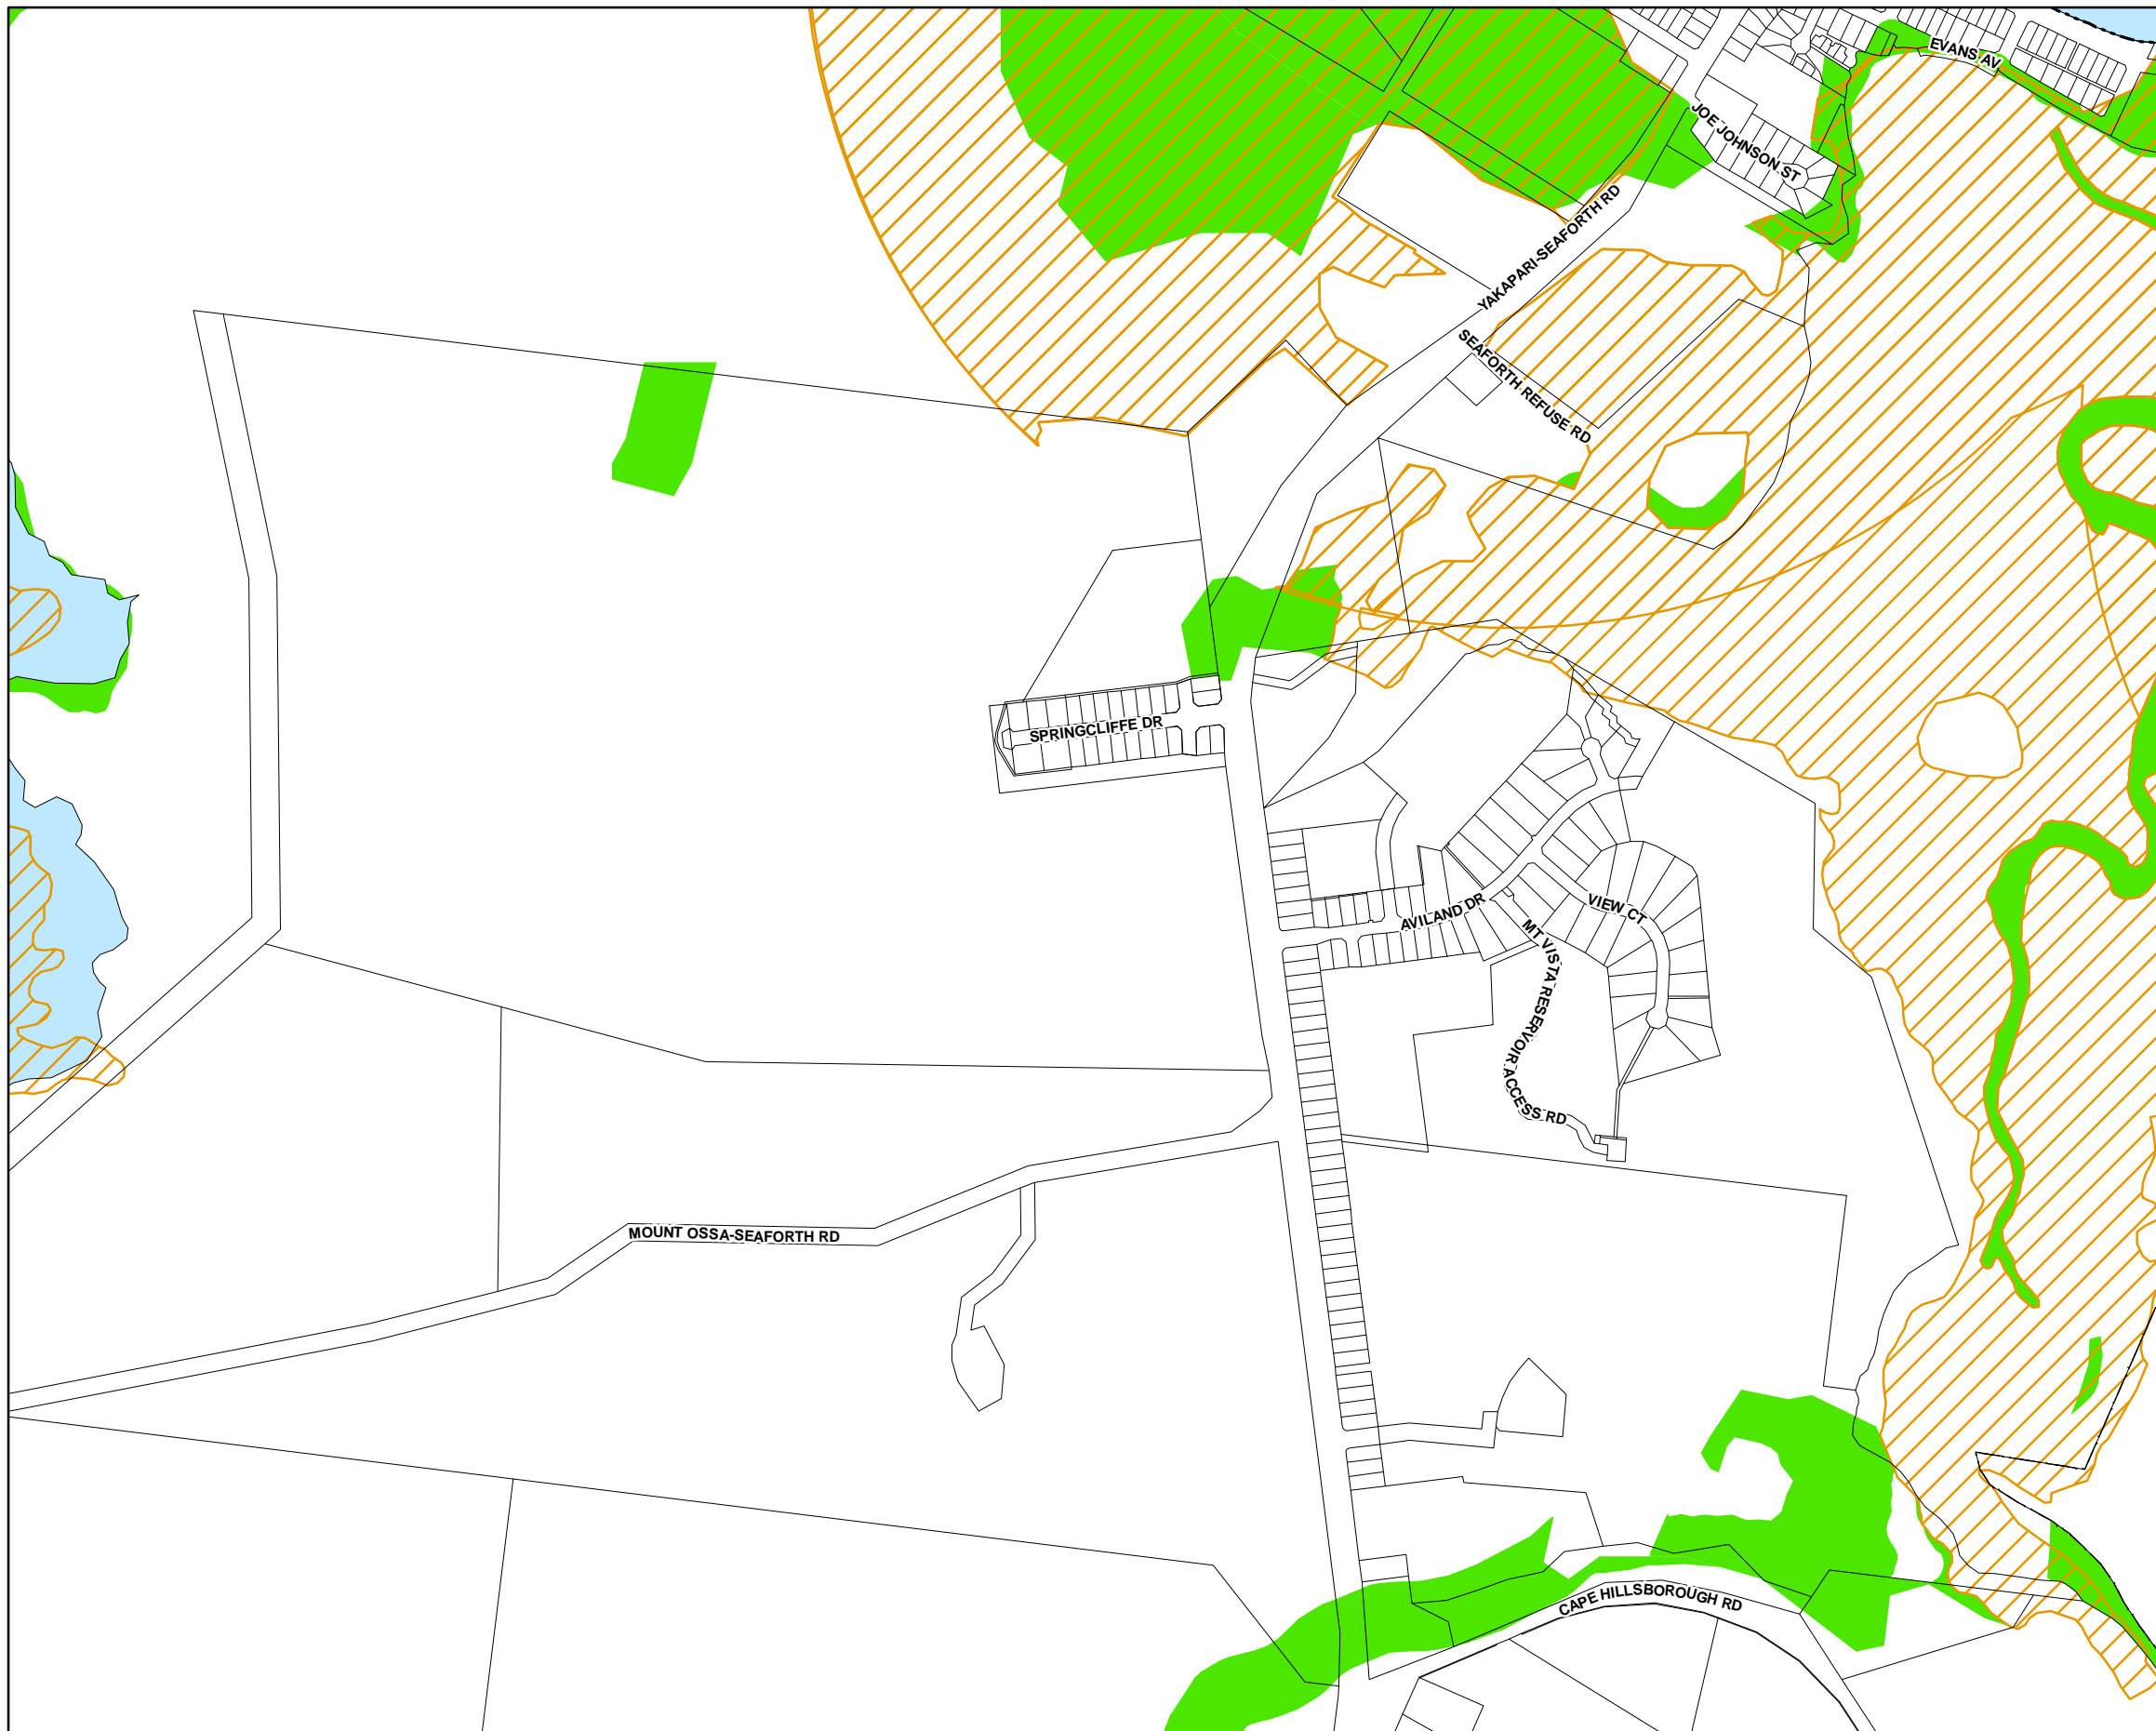 EVANS AV
JOE JOHNSON ST
YAKAPARI-SEAFORTH RD
SEAFORTH REFUSE RD
SPRINGCLIFFE DR
AVILAND DR
VIEW CT
MT VISTA RESERVOIR ACCESS RD
MOUNT OSSA-SEAFORTH RD
CAPE HILLSBOROUGH RD